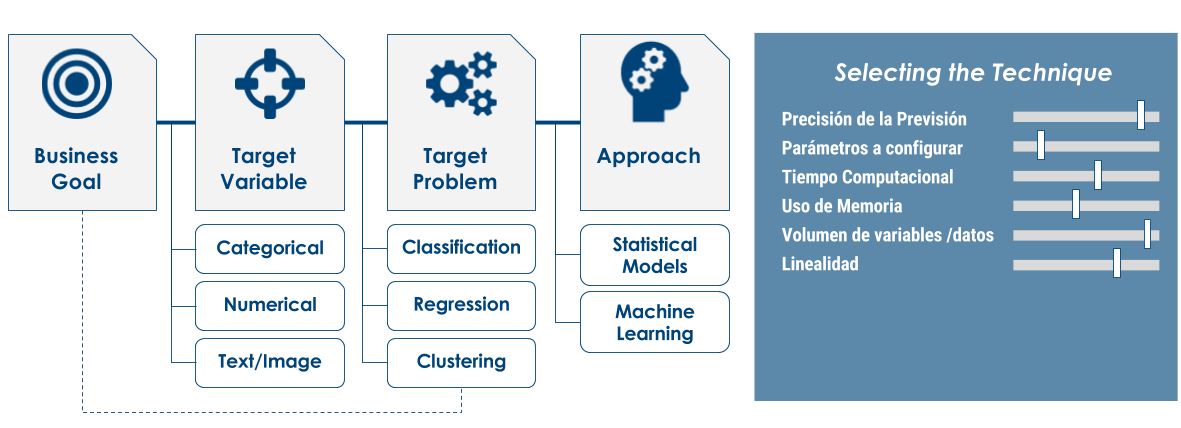 Business
Goal
Target
Variable
Categorical
Numerical
Text/Image
Target
Problem
Classification
Regression
Clustering
Approach
Statistical
Models
Machine
Learning
Selecting the Technique
Precisión de la Previsión
Parámetros a configurar
Tiempo Computacional
Uso de Memoria
Volumen de variables /datos
Linealidad